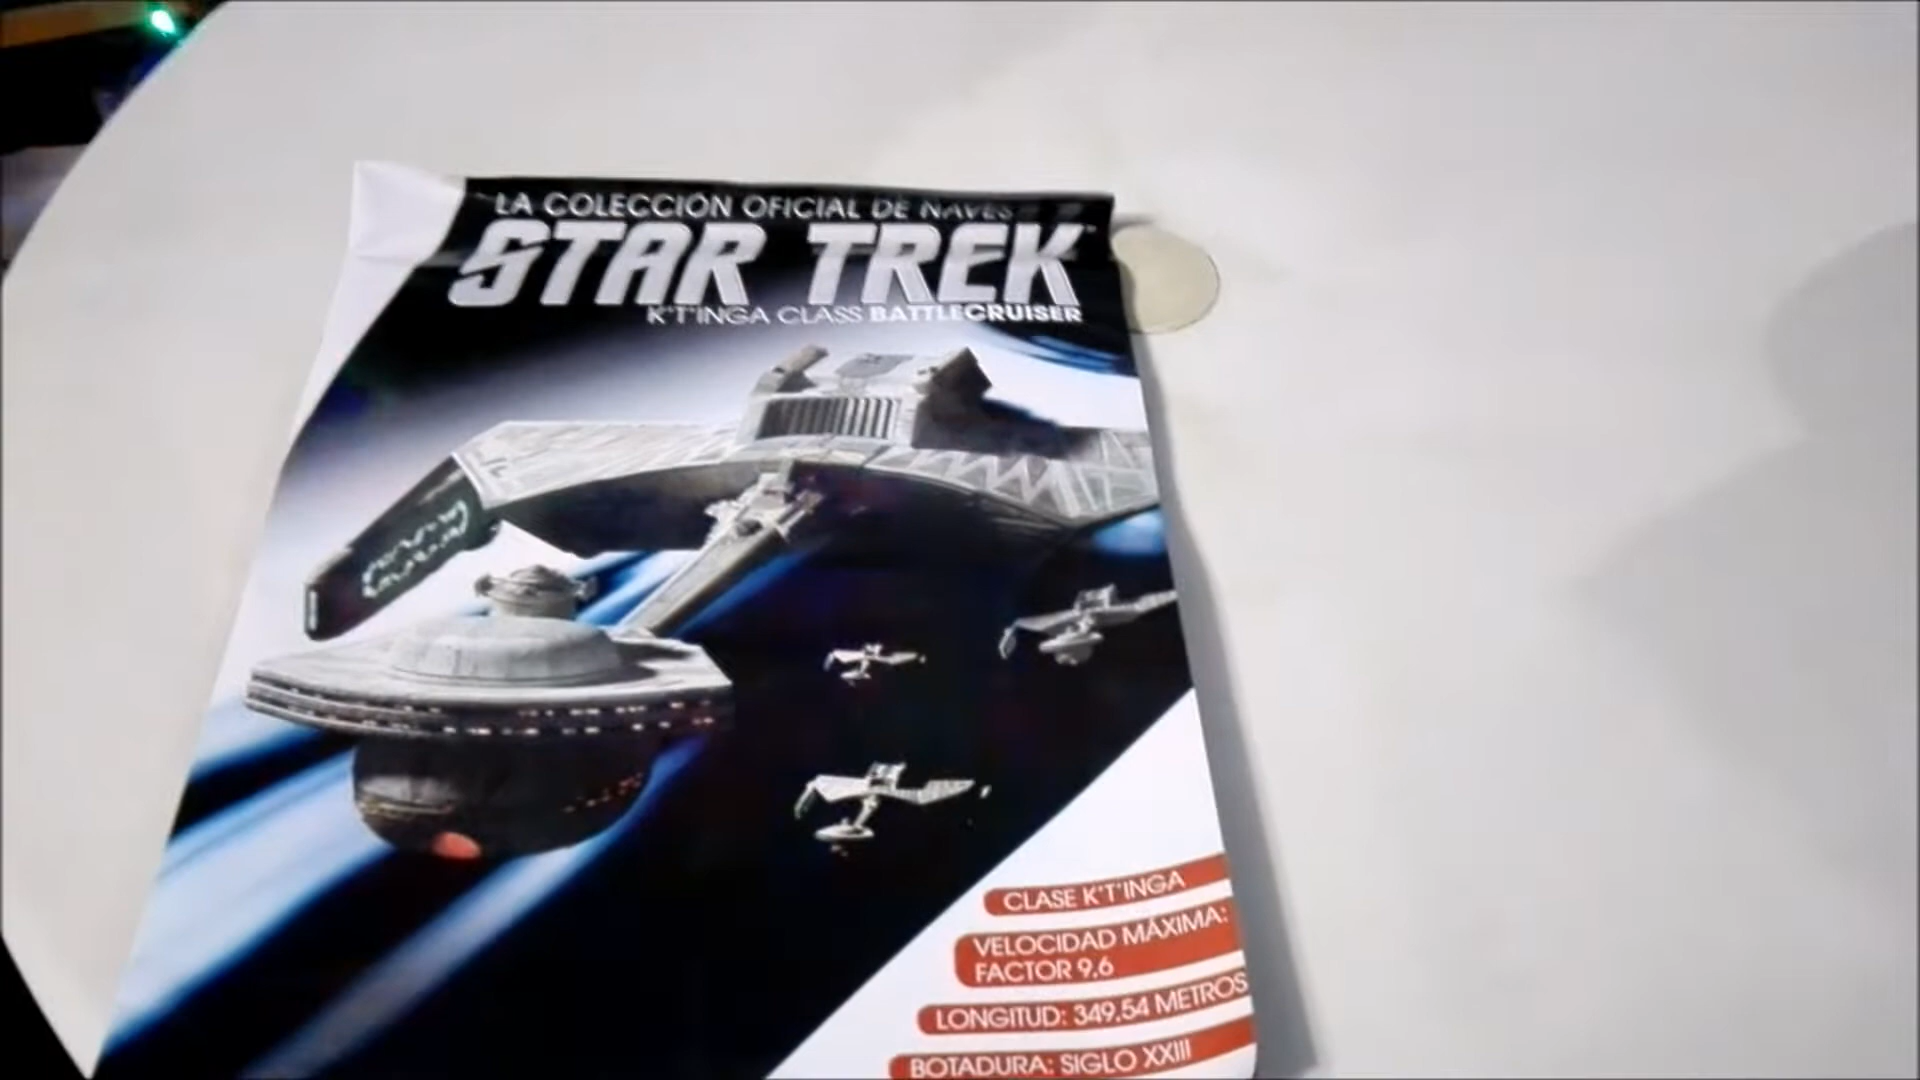 LA COLECCIÓN OFICIAL DE NAVES
STAR TREK
K'T'INGA CLASS BATTLECRUISER
CLASE K'T'INGA
VELOCIDAD MÁXIMA:
FACTOR 9.6
LONGITUD: 349.54 METROS
BOTADURA: SIGLO XXIII